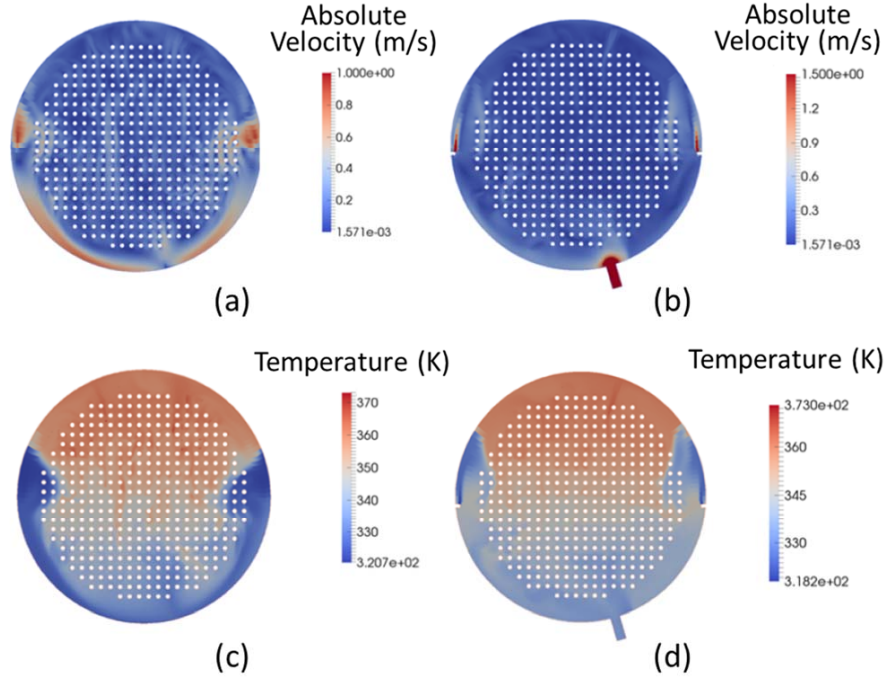 Absolute
Velocity (m/s)
1.000e+00
0.8
0.6
0.4
0.2
1.571e-03
(a)
Absolute
Velocity (m/s)
1.500e+00
1.2
0.9
0.6
0.3
1.571e-03
(b)
Temperature (K)
370
360
350
340
330
3.207e+02
(c)
Temperature (K)
3.730e+02
360
345
330
3.182e+02
(d)